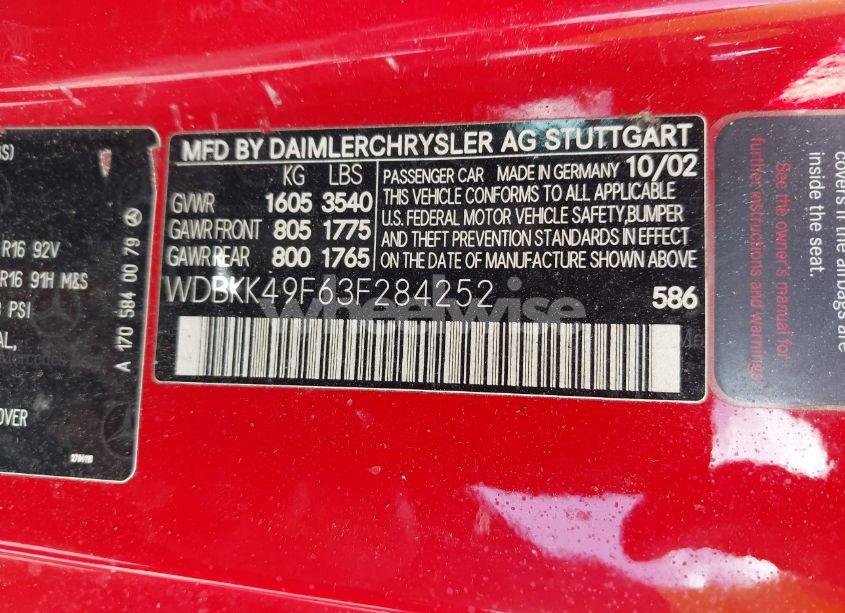 SSJ
R16 92V
R16 91H M&S
PSI
AL,
OVER
A 170 584 00 79
MFD BY DAIMLERCHRYSLER AG STUTTGART
KG LBS
GVWR 1605 3540
GAWR FRONT 805 1775
GAWR REAR 800 1765
PASSENGER CAR MADE IN GERMANY 10/02
THIS VEHICLE CONFORMS TO ALL APPLICABLE
U.S. FEDERAL MOTOR VEHICLE SAFETY,BUMPER
AND THEFT PREVENTION STANDARDS IN EFFECT
ON THE DATE OF MANUFACTURE SHOWN ABOVE
WDBKK49F63F284252
586
wheelwise
covers if the airbags are
inside the seat.
See the owner's manual for
further instructions and warnings